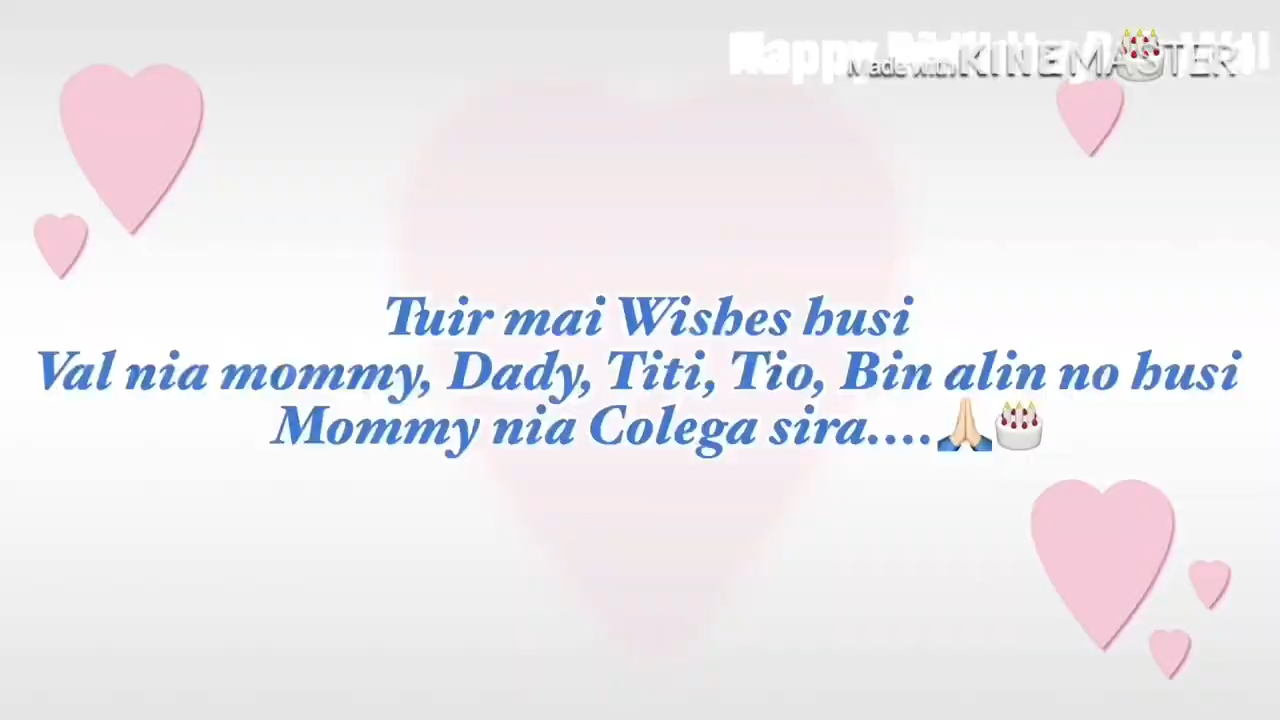 Happy
Made with KINEMASTER
Tuir mai Wishes husi
Val nia mommy, Dady, Titi, Tio, Bin alin no husi
Mommy nia Colega sira....🙏🏻🎂